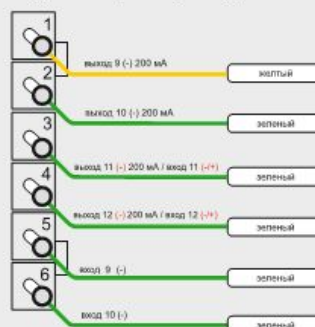 1
выход 9 (-) 200 мА
желтый
2
выход 10 (-) 200 мА
зеленый
3
выход 11 (-) 200 мА / вход 11 (-/+)
зеленый
4
выход 12 (-) 200 мА / вход 12 (-/+)
зеленый
5
вход 9 (-)
зеленый
6
вход 10 (-)
зеленый